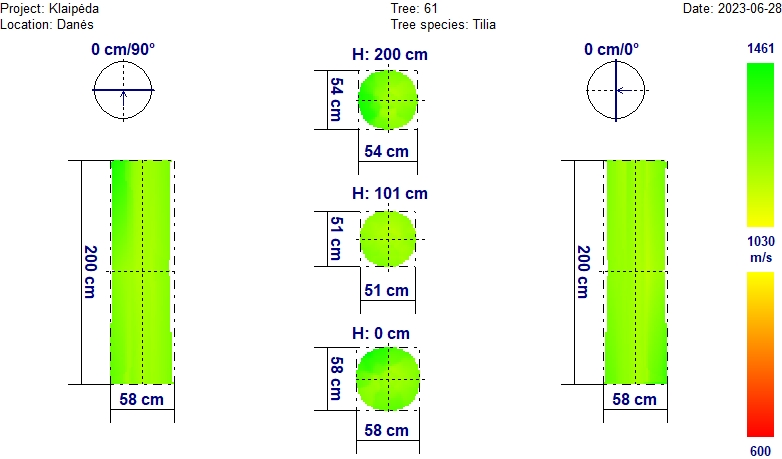 Project: Klaipėda
Tree: 61
Date: 2023-06-28
Location: Danės
Tree species: Tilia
0 cm/90°
H: 200 cm
0 cm/0°
1461
54 cm
54 cm
H: 101 cm
51 cm
51 cm
200 cm
200 cm
1030
m/s
H: 0 cm
58 cm
58 cm
58 cm
58 cm
600